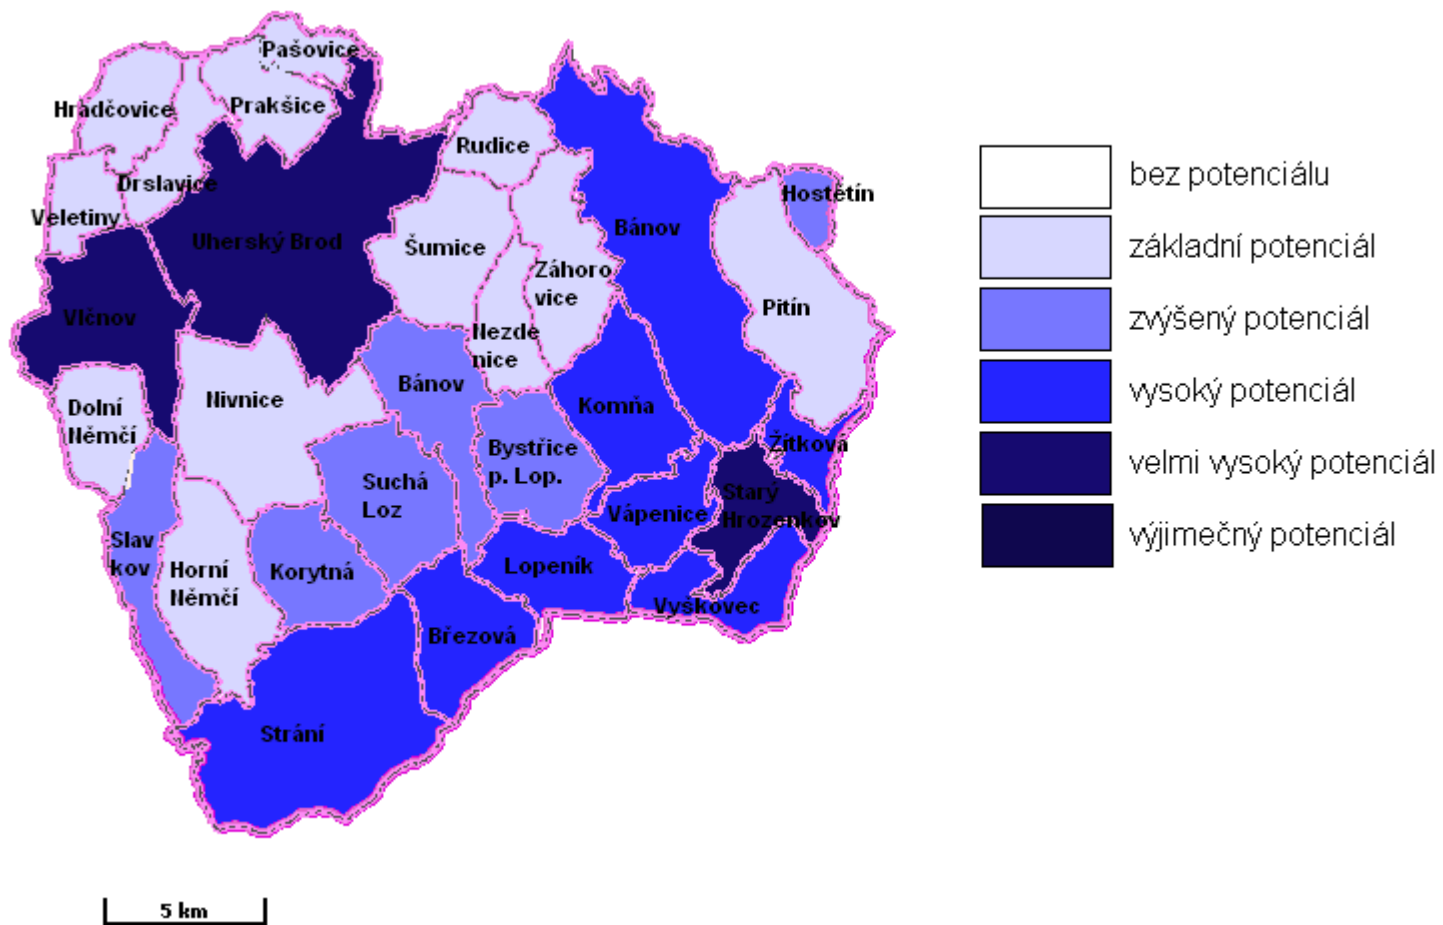 Pašovice
Hradčovice
Prakšice
Rudice
Drslavice
Hostětín
Veletiny
Uherský Brod
Šumice
Bánov
Záhoro
vice
Vlčnov
Pitín
Nezde
nice
Bánov
Nivnice
Dolní
Němčí
Komňa
Žítková
Bystřice
p. Lop.
Suchá
Loz
Starý
Hrozenkov
Vápenice
Slav
kov
Horní
Němčí
Korytná
Lopeník
Vyškovec
Březová
Strání
5 km
bez potenciálu
základní potenciál
zvýšený potenciál
vysoký potenciál
velmi vysoký potenciál
výjimečný potenciál